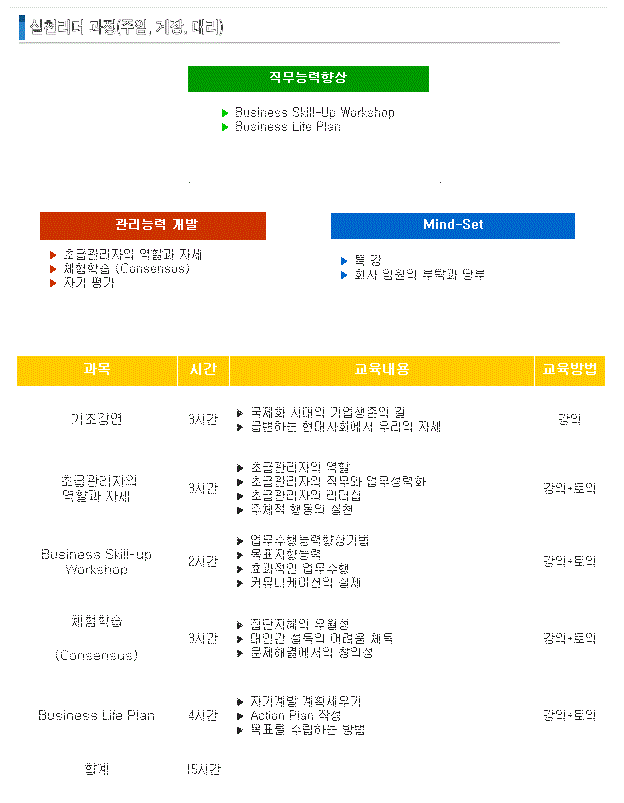 실천리더 과정(주임, 계장, 대리)
직무능력향상
Business Skill-Up Workshop
Business Life Plan
관리능력 개발
초급관리자의 역할과 자세
체험학습 (Consensus)
자기 평가
Mind-Set
특 강
회사 임원의 부탁과 당부
과목 시간 교육내용 교육방법
기조강연 3시간 강의
국제화 시대의 기업생존의 길
급변하는 현대사회에서 우리의 자세
초급관리자의
역할과 자세
3시간 강의+토의
초급관리자의 역할
초급관리자의 직무와 업무성력화
초급관리자의 리더십
주체적 행동의 실현
Business Skill-up
Workshop
2시간 강의+토의
업무수행능력향상기법
목표지향능력
효과적인 업무수행
커뮤니케이션의 실제
체험학습
(Consensus)
3시간 강의+토의
집단지혜의 우월성
대인간 설득의 어려움 체득
문제해결에서의 창의성
Business Life Plan 4시간 강의+토의
자기계발 계획세우기
Action Plan 작성
목표를 수립하는 방법
합계 15시간